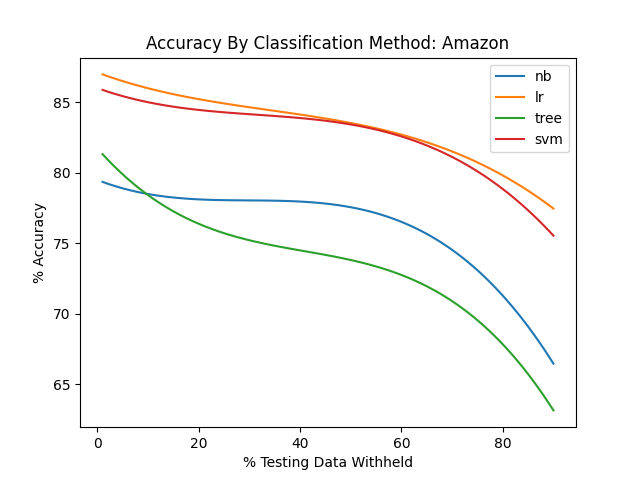 Accuracy By Classification Method: Amazon
nb
lr
tree
svm
% Accuracy
85
80
75
70
65
0 20 40 60 80
% Testing Data Withheld